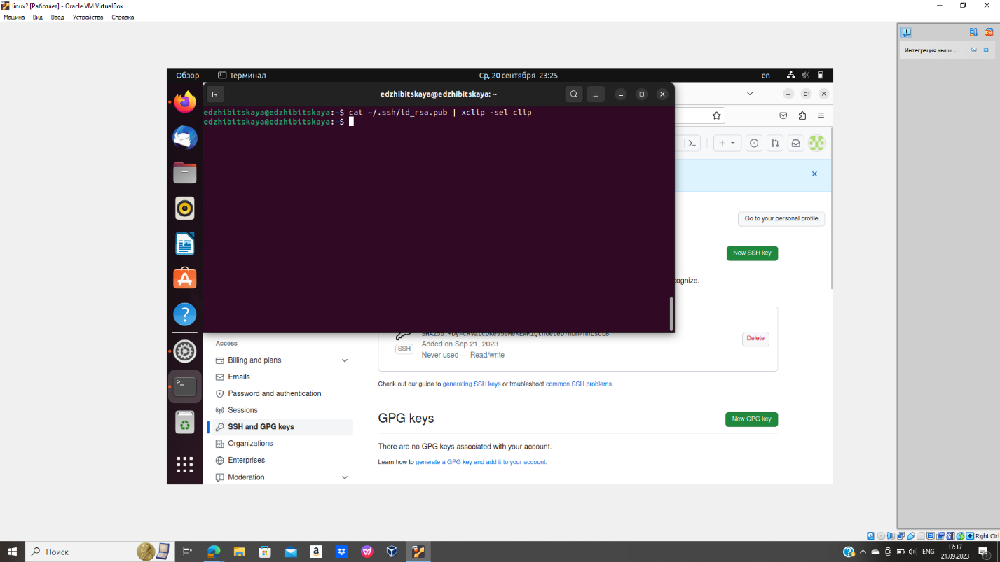 linux? [Работает] - Oracle VM VirtualBox
Машина Вид Ввод Устройства Справка
Интеграция мыши ...
Обзор Терминал Ср, 20 сентября 23:25 en
edzhibitskaya@edzhibitskaya: ~
edzhibitskaya@edzhibitskaya:~$ cat ~/.ssh/id_rsa.pub | xclip -sel clip
edzhibitskaya@edzhibitskaya:~$
Go to your personal profile
New SSH key
ognize.
SSH
Added on Sep 21, 2023
Never used — Read/write
Delete
Check out our guide to generating SSH keys or troubleshoot common SSH problems.
GPG keys
New GPG key
There are no GPG keys associated with your account.
Learn how to generate a GPG key and add it to your account.
Access
Billing and plans
Emails
Password and authentication
Sessions
SSH and GPG keys
Organizations
Enterprises
Moderation
Right Ctrl
Поиск
ENG
17:17
21.09.2023
1